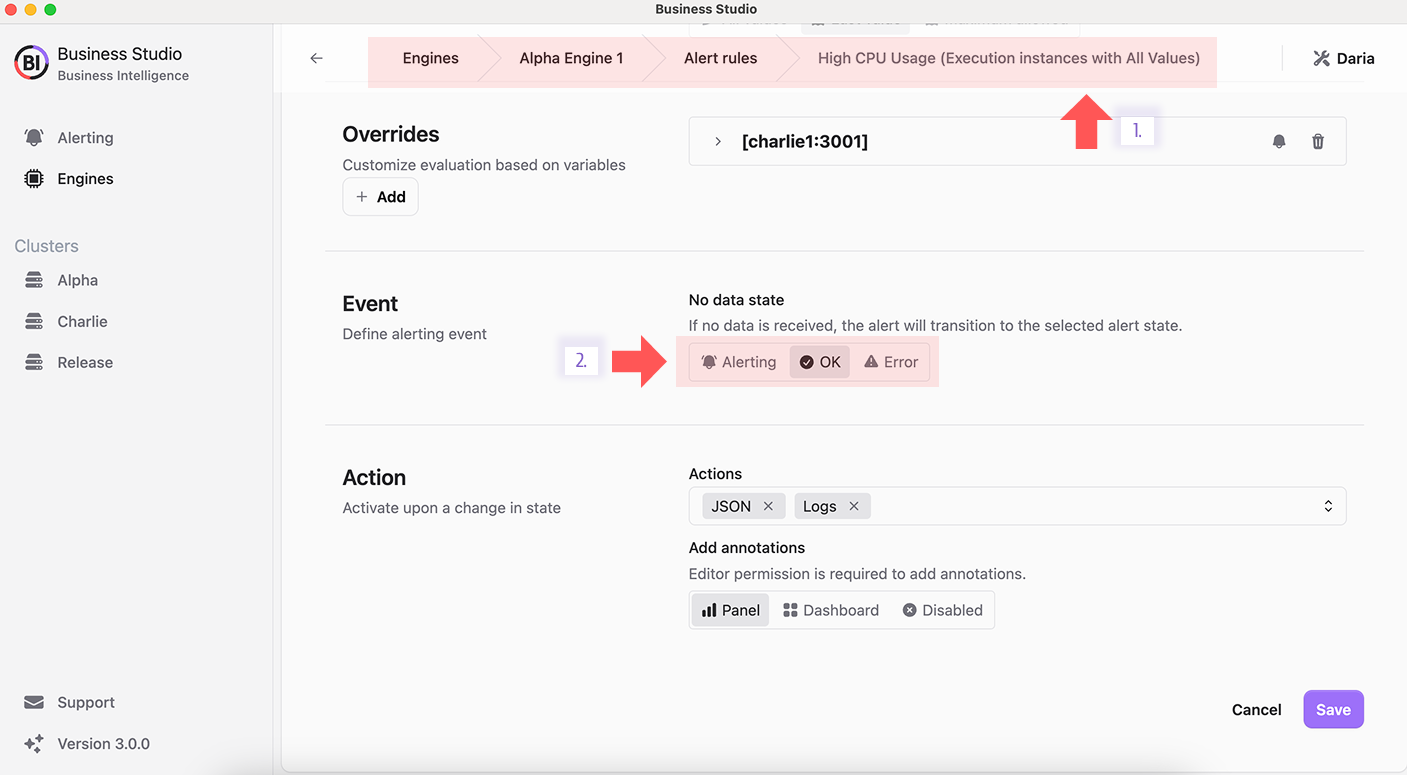 Business Studio
BI
Business Studio
Business Intelligence
Alerting
Engines
Clusters
Alpha
Charlie
Release
Support
Version 3.0.0
Engines
Alpha Engine 1
Alert rules
High CPU Usage (Execution instances with All Values)
Daria
1.
Overrides
Customize evaluation based on variables
Add
[charlie1:3001]
Event
Define alerting event
No data state
If no data is received, the alert will transition to the selected alert state.
2.
Alerting
OK
Error
Action
Activate upon a change in state
Actions
JSON
Logs
Add annotations
Editor permission is required to add annotations.
Panel
Dashboard
Disabled
Cancel
Save